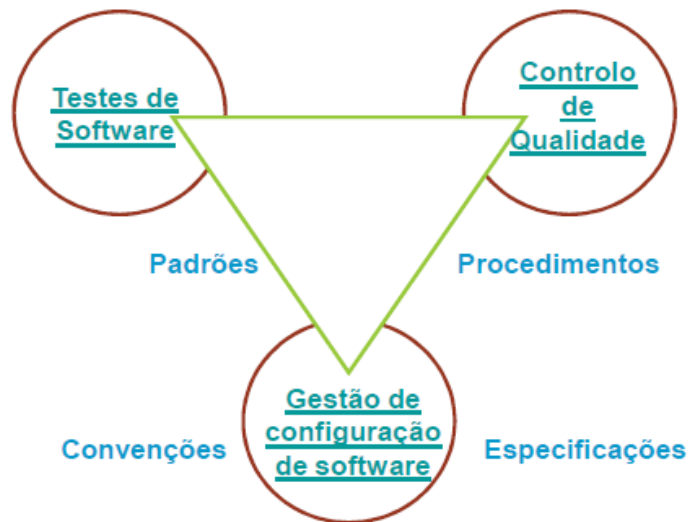 Testes de
Software
Controlo
de
Qualidade
Padrões
Procedimentos
Gestão de
configuração
de software
Convenções
Especificações